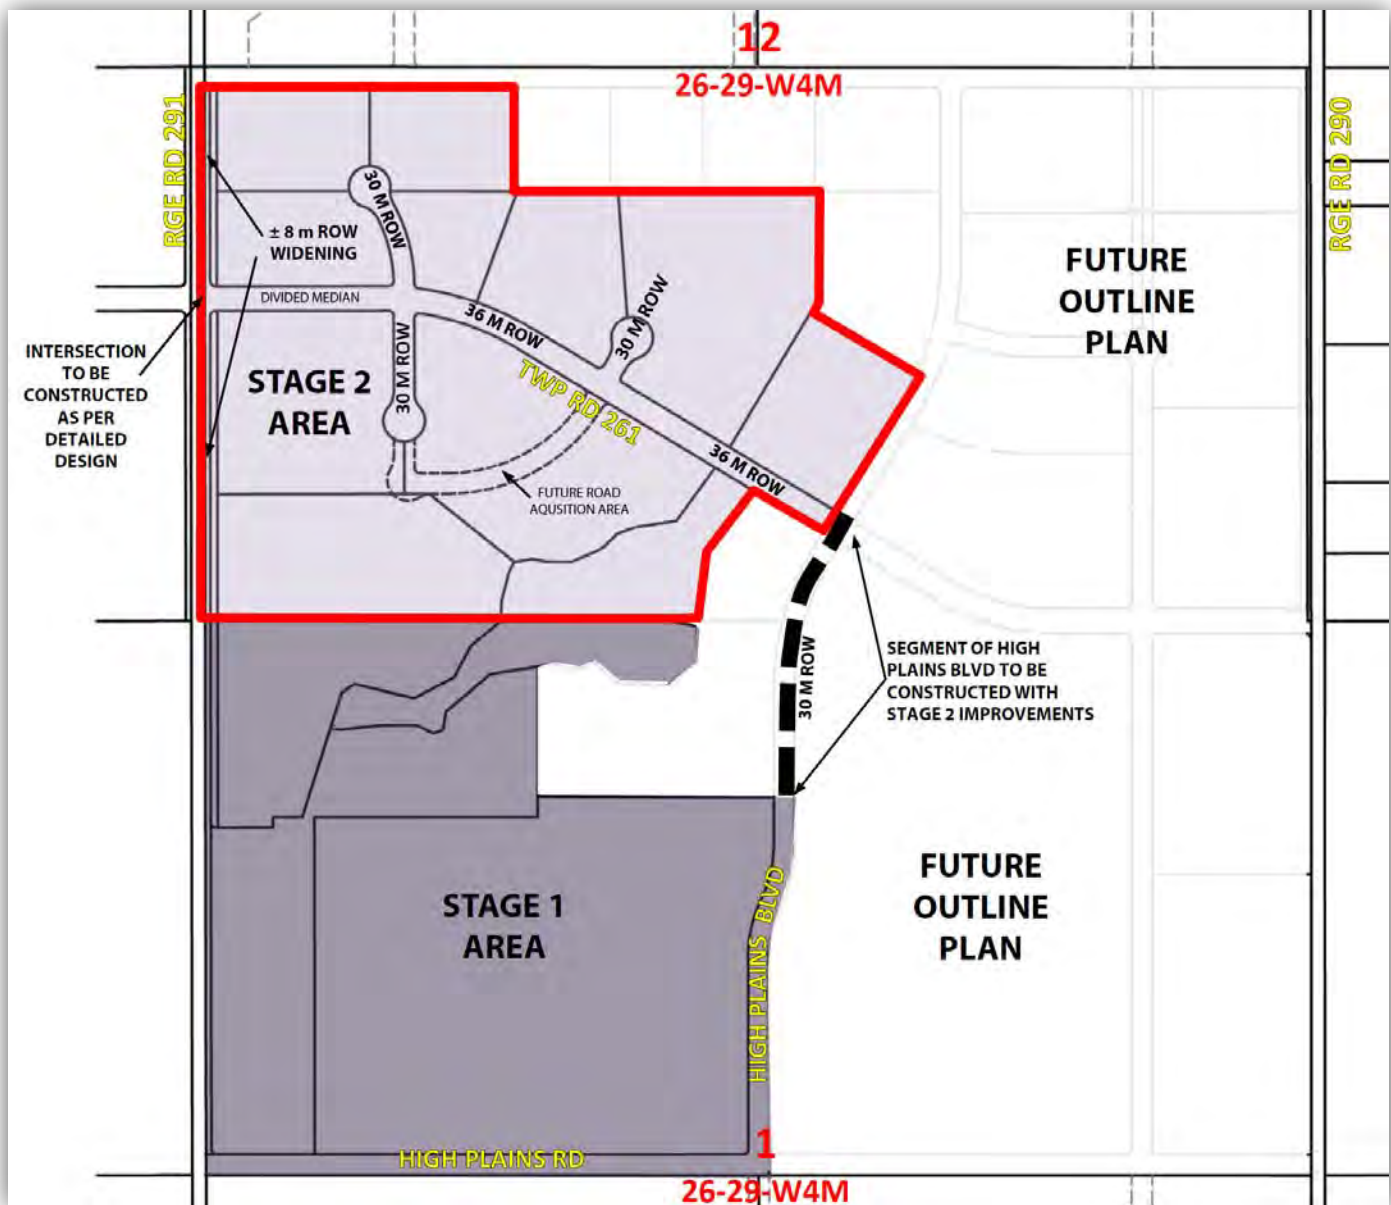 12
26-29-W4M
RGE RD 291
RGE RD 290
30 M ROW
± 8 m ROW
WIDENING
DIVIDED MEDIAN
36 M ROW
30 M ROW
FUTURE
OUTLINE
PLAN
INTERSECTION
TO BE
CONSTRUCTED
AS PER
DETAILED
DESIGN
STAGE 2
AREA
30 M ROW
TWP RD 261
36 M ROW
FUTURE ROAD
AQUSITION AREA
30 M ROW
SEGMENT OF HIGH
PLAINS BLVD TO BE
CONSTRUCTED WITH
STAGE 2 IMPROVEMENTS
STAGE 1
AREA
HIGH PLAINS BLVD
FUTURE
OUTLINE
PLAN
HIGH PLAINS RD
1
26-29-W4M